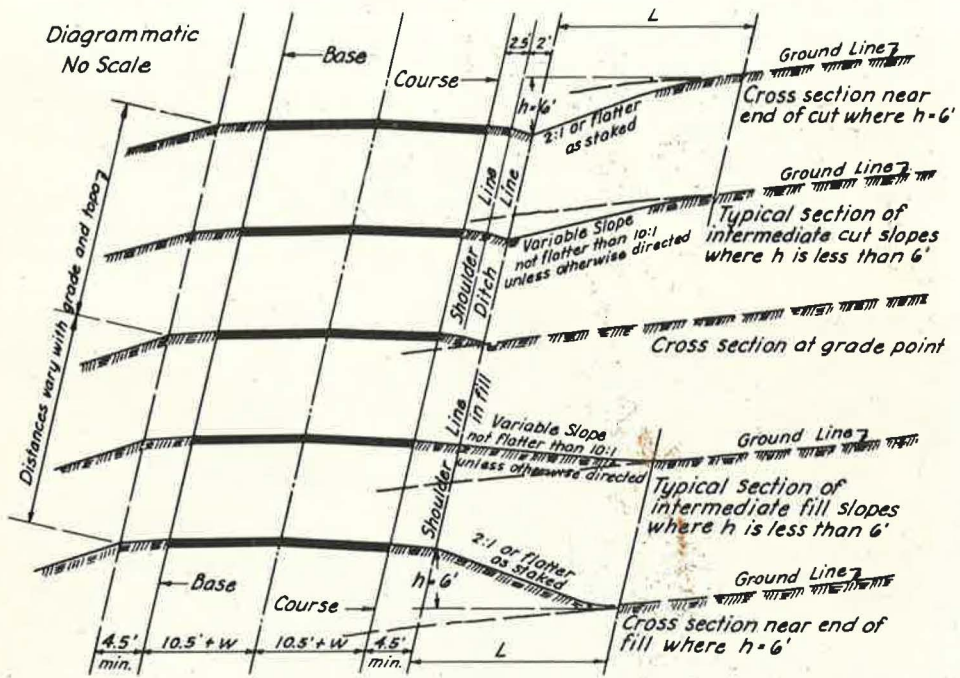 Diagrammatic
No Scale
Base
Course
2.5' 2'
L
Ground Line
h=6'
2:1 or flatter
as staked
Cross section near
end of cut where h=6'
Distances vary with grade and topo
Shoulder Line
Ditch Line
Variable Slope
not flatter than 10:1
unless otherwise directed
Ground Line
Typical section of
intermediate cut slopes
where h is less than 6'
Cross section at grade point
Shoulder Line
in fill
Variable Slope
not flatter than 10:1
unless otherwise directed
Ground Line
Typical section of
intermediate fill slopes
where h is less than 6'
2:1 or flatter
as staked
h=6'
Ground Line
Base
Course
Cross section near end of
fill where h=6'
4.5'
min.
10.5'+W
10.5'+W
4.5'
min.
L